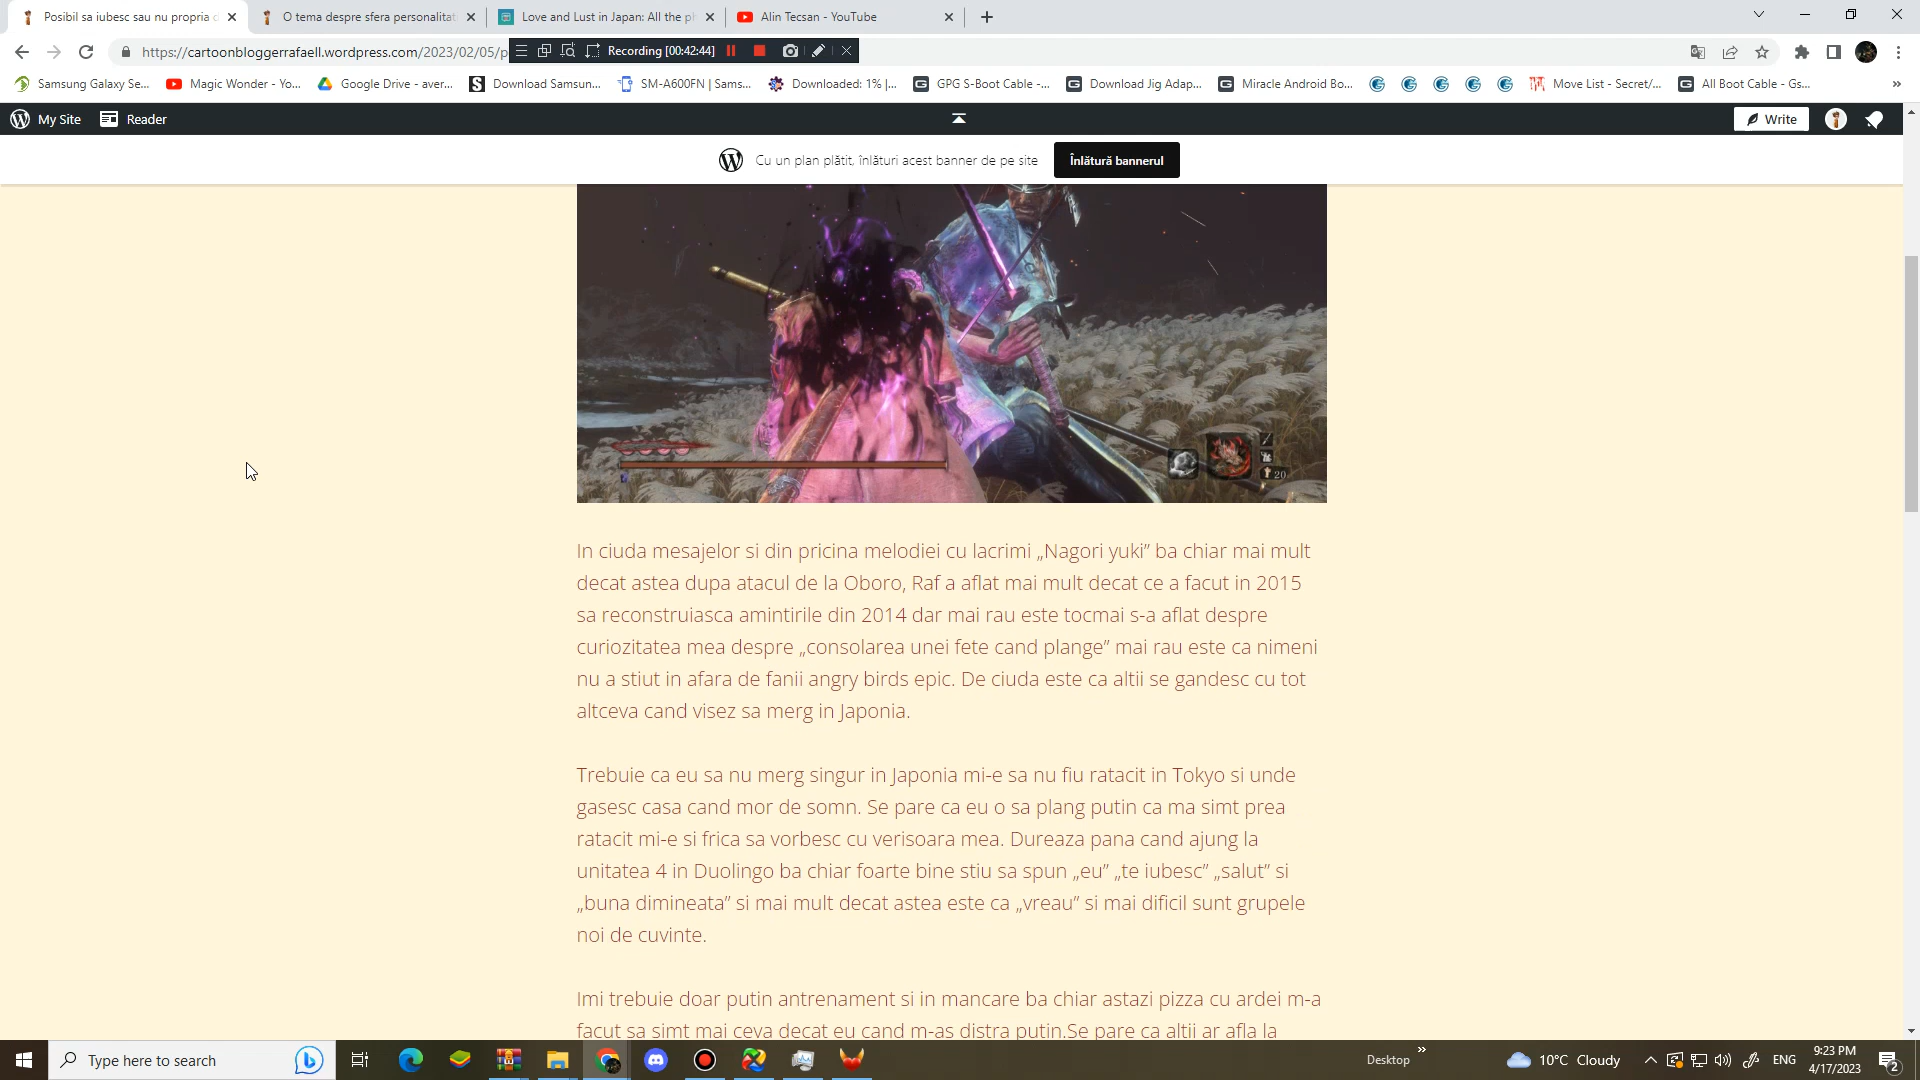 Posibil sa iubesc sau nu propria c
O tema despre sfera personalitat
Love and Lust in Japan: All the ph
Alin Tecsan - YouTube
https://cartoonbloggerrafaell.wordpress.com/2023/02/05/p
Recording [00:42:44]
Samsung Galaxy Se...
Magic Wonder - Yo...
Google Drive - aver...
Download Samsun...
SM-A600FN | Sams...
Downloaded: 1% |...
GPG S-Boot Cable -...
Download Jig Adap...
Miracle Android Bo...
Move List - Secret/...
All Boot Cable - Gs...
My Site
Reader
Write
Cu un plan plătit, înlături acest banner de pe site
Înlătură bannerul
20
In ciuda mesajelor si din pricina melodiei cu lacrimi „Nagori yuki” ba chiar mai mult
decat astea dupa atacul de la Oboro, Raf a aflat mai mult decat ce a facut in 2015
sa reconstruiasca amintirile din 2014 dar mai rau este tocmai s-a aflat despre
curiozitatea mea despre „consolarea unei fete cand plange” mai rau este ca nimeni
nu a stiut in afara de fanii angry birds epic. De ciuda este ca altii se gandesc cu tot
altceva cand visez sa merg in Japonia.
Trebuie ca eu sa nu merg singur in Japonia mi-e sa nu fiu ratacit in Tokyo si unde
gasesc casa cand mor de somn. Se pare ca eu o sa plang putin ca ma simt prea
ratacit mi-e si frica sa vorbesc cu verisoara mea. Dureaza pana cand ajung la
unitatea 4 in Duolingo ba chiar foarte bine stiu sa spun „eu” „te iubesc” „salut” si
„buna dimineata” si mai mult decat astea este ca „vreau” si mai dificil sunt grupele
noi de cuvinte.
Imi trebuie doar putin antrenament si in mancare ba chiar astazi pizza cu ardei m-a
facut sa simt mai ceva decat eu cand m-as distra putin.Se pare ca altii ar afla la
Type here to search
Desktop
10°C Cloudy
ENG
9:23 PM
4/17/2023
2